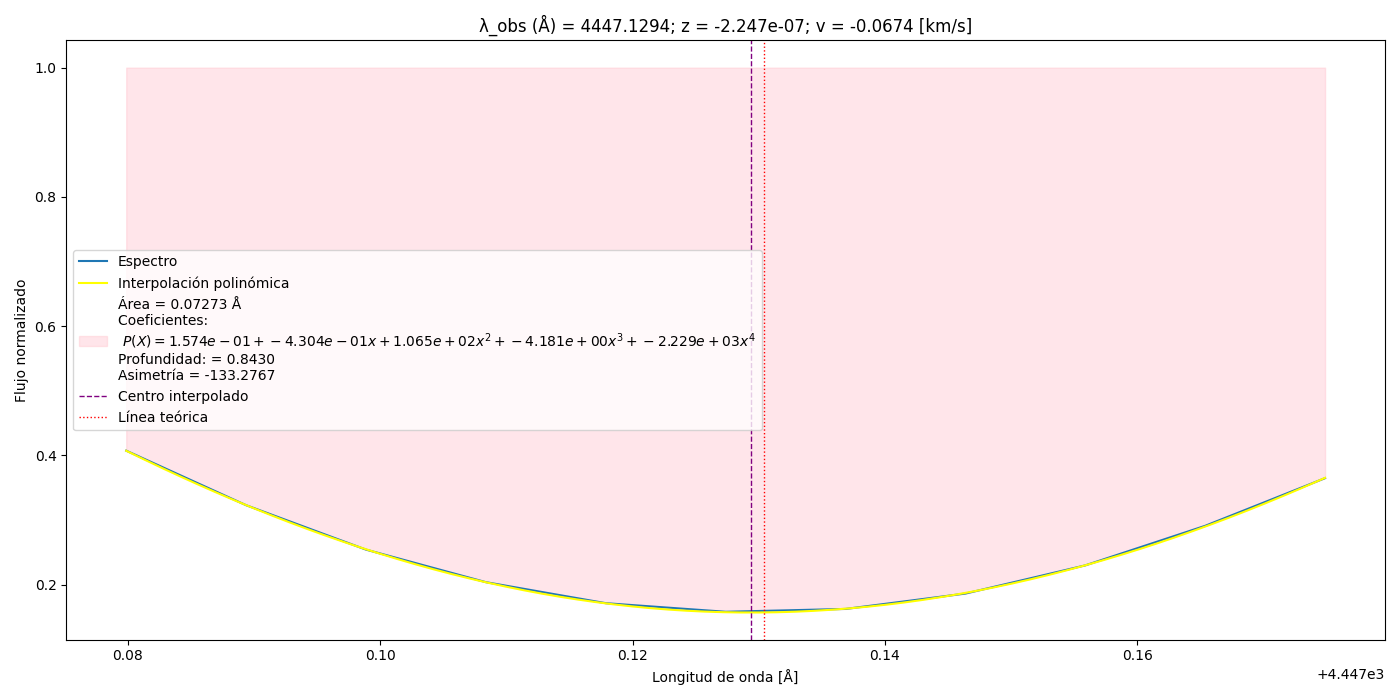 λ_obs (Å) = 4447.1294; z = -2.247e-07; v = -0.0674 [km/s]
1.0
0.8
0.6
0.4
0.2
Flujo normalizado
Espectro
Interpolación polinómica
Área = 0.07273 Å
Coeficientes:
P(X) = 1.574e − 01 + −4.304e − 01x + 1.065e + 02x² + −4.181e + 00x³ + −2.229e + 03x⁴
Profundidad: = 0.8430
Asimetría = -133.2767
Centro interpolado
Línea teórica
0.08 0.10 0.12 0.14 0.16
Longitud de onda [Å]
+4.447e3